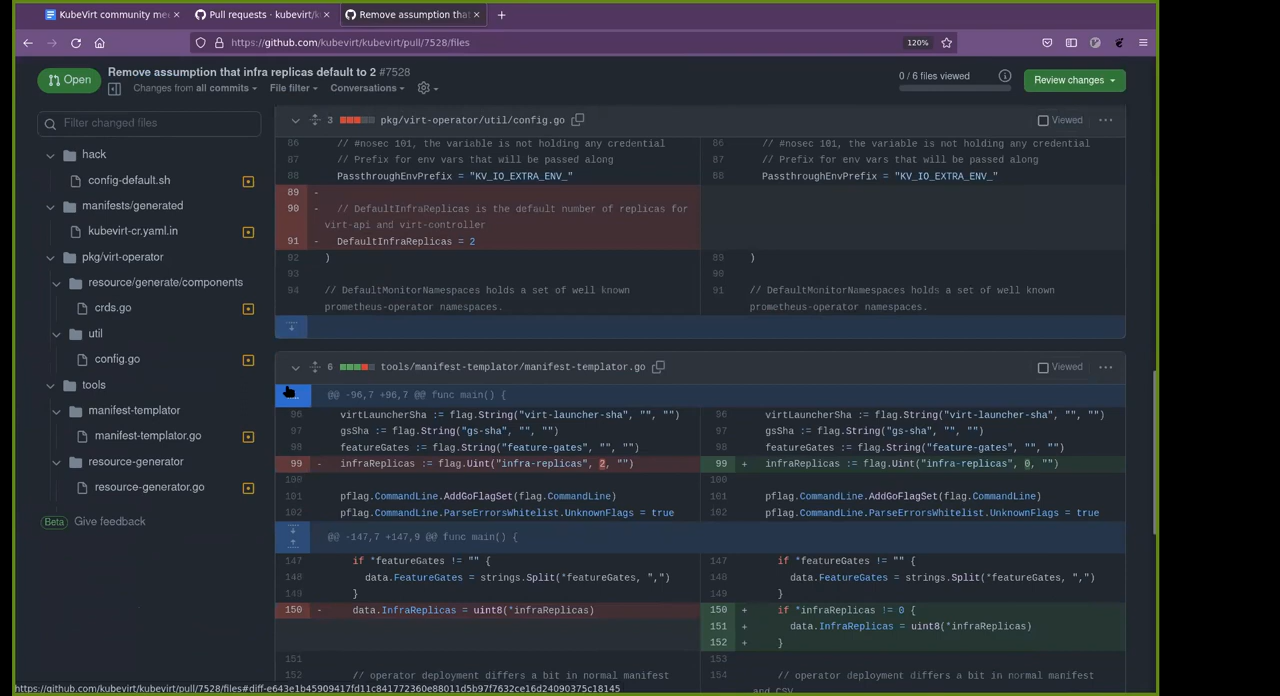 KubeVirt community mee
Pull requests · kubevirt/k
Remove assumption that
https://github.com/kubevirt/kubevirt/pull/7528/files
120%
Open
Remove assumption that infra replicas default to 2 #7528
Changes from all commits
File filter
Conversations
0 / 6 files viewed
Review changes
Filter changed files
hack
config-default.sh
manifests/generated
kubevirt-cr.yaml.in
pkg/virt-operator
resource/generate/components
crds.go
util
config.go
tools
manifest-templator
manifest-templator.go
resource-generator
resource-generator.go
Beta Give feedback
3 pkg/virt-operator/util/config.go
Viewed
86 // #nosec 101, the variable is not holding any credential
87 // Prefix for env vars that will be passed along
88 PassthroughEnvPrefix = "KV_IO_EXTRA_ENV_"
89 -
90 - // DefaultInfraReplicas is the default number of replicas for
virt-api and virt-controller
91 - DefaultInfraReplicas = 2
92 )
93
94 // DefaultMonitorNamespaces holds a set of well known
prometheus-operator namespaces.
86 // #nosec 101, the variable is not holding any credential
87 // Prefix for env vars that will be passed along
88 PassthroughEnvPrefix = "KV_IO_EXTRA_ENV_"
89 )
90
91 // DefaultMonitorNamespaces holds a set of well known
prometheus-operator namespaces.
6 tools/manifest-templator/manifest-templator.go
Viewed
@@ -96,7 +96,7 @@ func main() {
96 virtLauncherSha := flag.String("virt-launcher-sha", "", "")
97 gsSha := flag.String("gs-sha", "", "")
98 featureGates := flag.String("feature-gates", "", "")
99 - infraReplicas := flag.Uint("infra-replicas", 2, "")
100
101 pflag.CommandLine.AddGoFlagSet(flag.CommandLine)
102 pflag.CommandLine.ParseErrorsWhitelist.UnknownFlags = true
96 virtLauncherSha := flag.String("virt-launcher-sha", "", "")
97 gsSha := flag.String("gs-sha", "", "")
98 featureGates := flag.String("feature-gates", "", "")
99 + infraReplicas := flag.Uint("infra-replicas", 0, "")
100
101 pflag.CommandLine.AddGoFlagSet(flag.CommandLine)
102 pflag.CommandLine.ParseErrorsWhitelist.UnknownFlags = true
@@ -147,7 +147,9 @@ func main() {
147 if *featureGates != "" {
148 data.FeatureGates = strings.Split(*featureGates, ",")
149 }
150 - data.InfraReplicas = uint8(*infraReplicas)
151
152 // operator deployment differs a bit in normal manifest
147 if *featureGates != "" {
148 data.FeatureGates = strings.Split(*featureGates, ",")
149 }
150 + if *infraReplicas != 0 {
151 + data.InfraReplicas = uint8(*infraReplicas)
152 + }
153
154 // operator deployment differs a bit in normal manifest
and CSV
https://github.com/kubevirt/kubevirt/pull/7528/files#diff-e643e1b45909417fd11c841772360e88011d5b97f7632ce16d24090375c18145